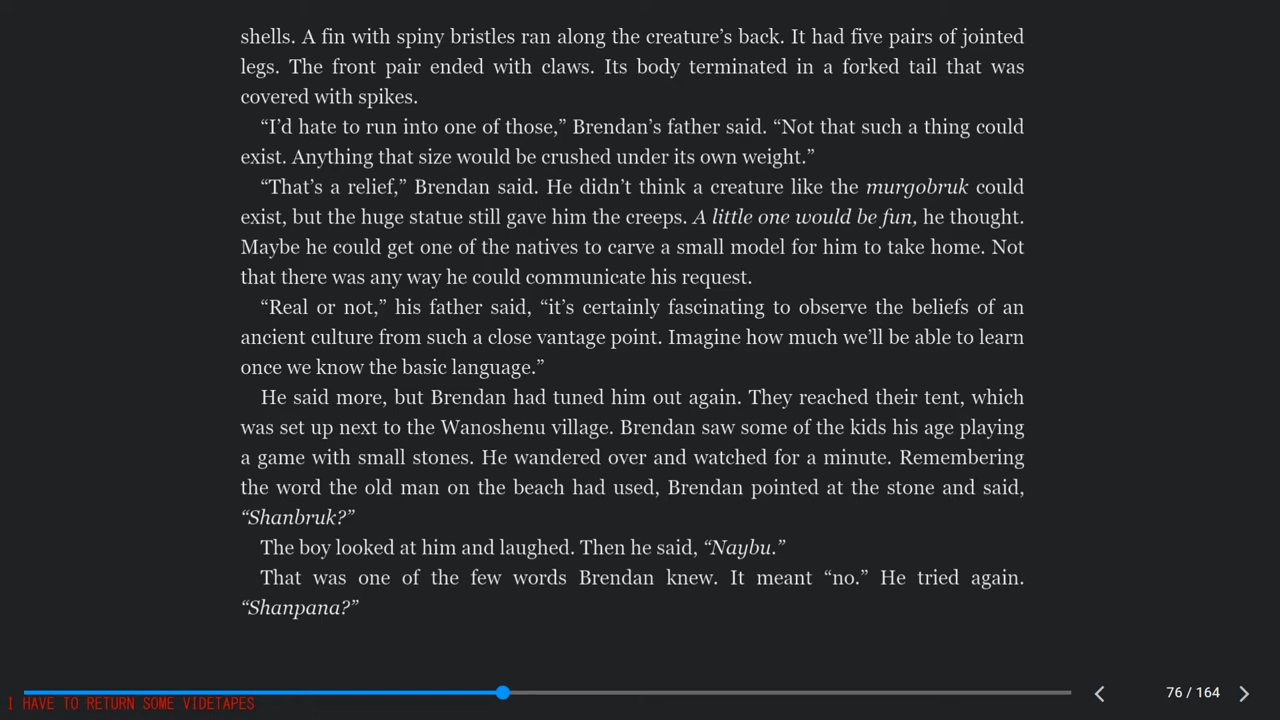 shells. A fin with spiny bristles ran along the creature’s back. It had five pairs of jointed
legs. The front pair ended with claws. Its body terminated in a forked tail that was
covered with spikes.
“I’d hate to run into one of those,” Brendan’s father said. “Not that such a thing could
exist. Anything that size would be crushed under its own weight.”
“That’s a relief,” Brendan said. He didn’t think a creature like the murgobruk could
exist, but the huge statue still gave him the creeps. A little one would be fun, he thought.
Maybe he could get one of the natives to carve a small model for him to take home. Not
that there was any way he could communicate his request.
“Real or not,” his father said, “it’s certainly fascinating to observe the beliefs of an
ancient culture from such a close vantage point. Imagine how much we’ll be able to learn
once we know the basic language.”
He said more, but Brendan had tuned him out again. They reached their tent, which
was set up next to the Wanoshenu village. Brendan saw some of the kids his age playing
a game with small stones. He wandered over and watched for a minute. Remembering
the word the old man on the beach had used, Brendan pointed at the stone and said,
“Shanbruk?”
The boy looked at him and laughed. Then he said, “Naybu.”
That was one of the few words Brendan knew. It meant “no.” He tried again.
“Shanpana?”
76 / 164
I HAVE TO RETURN SOME VIDETAPES